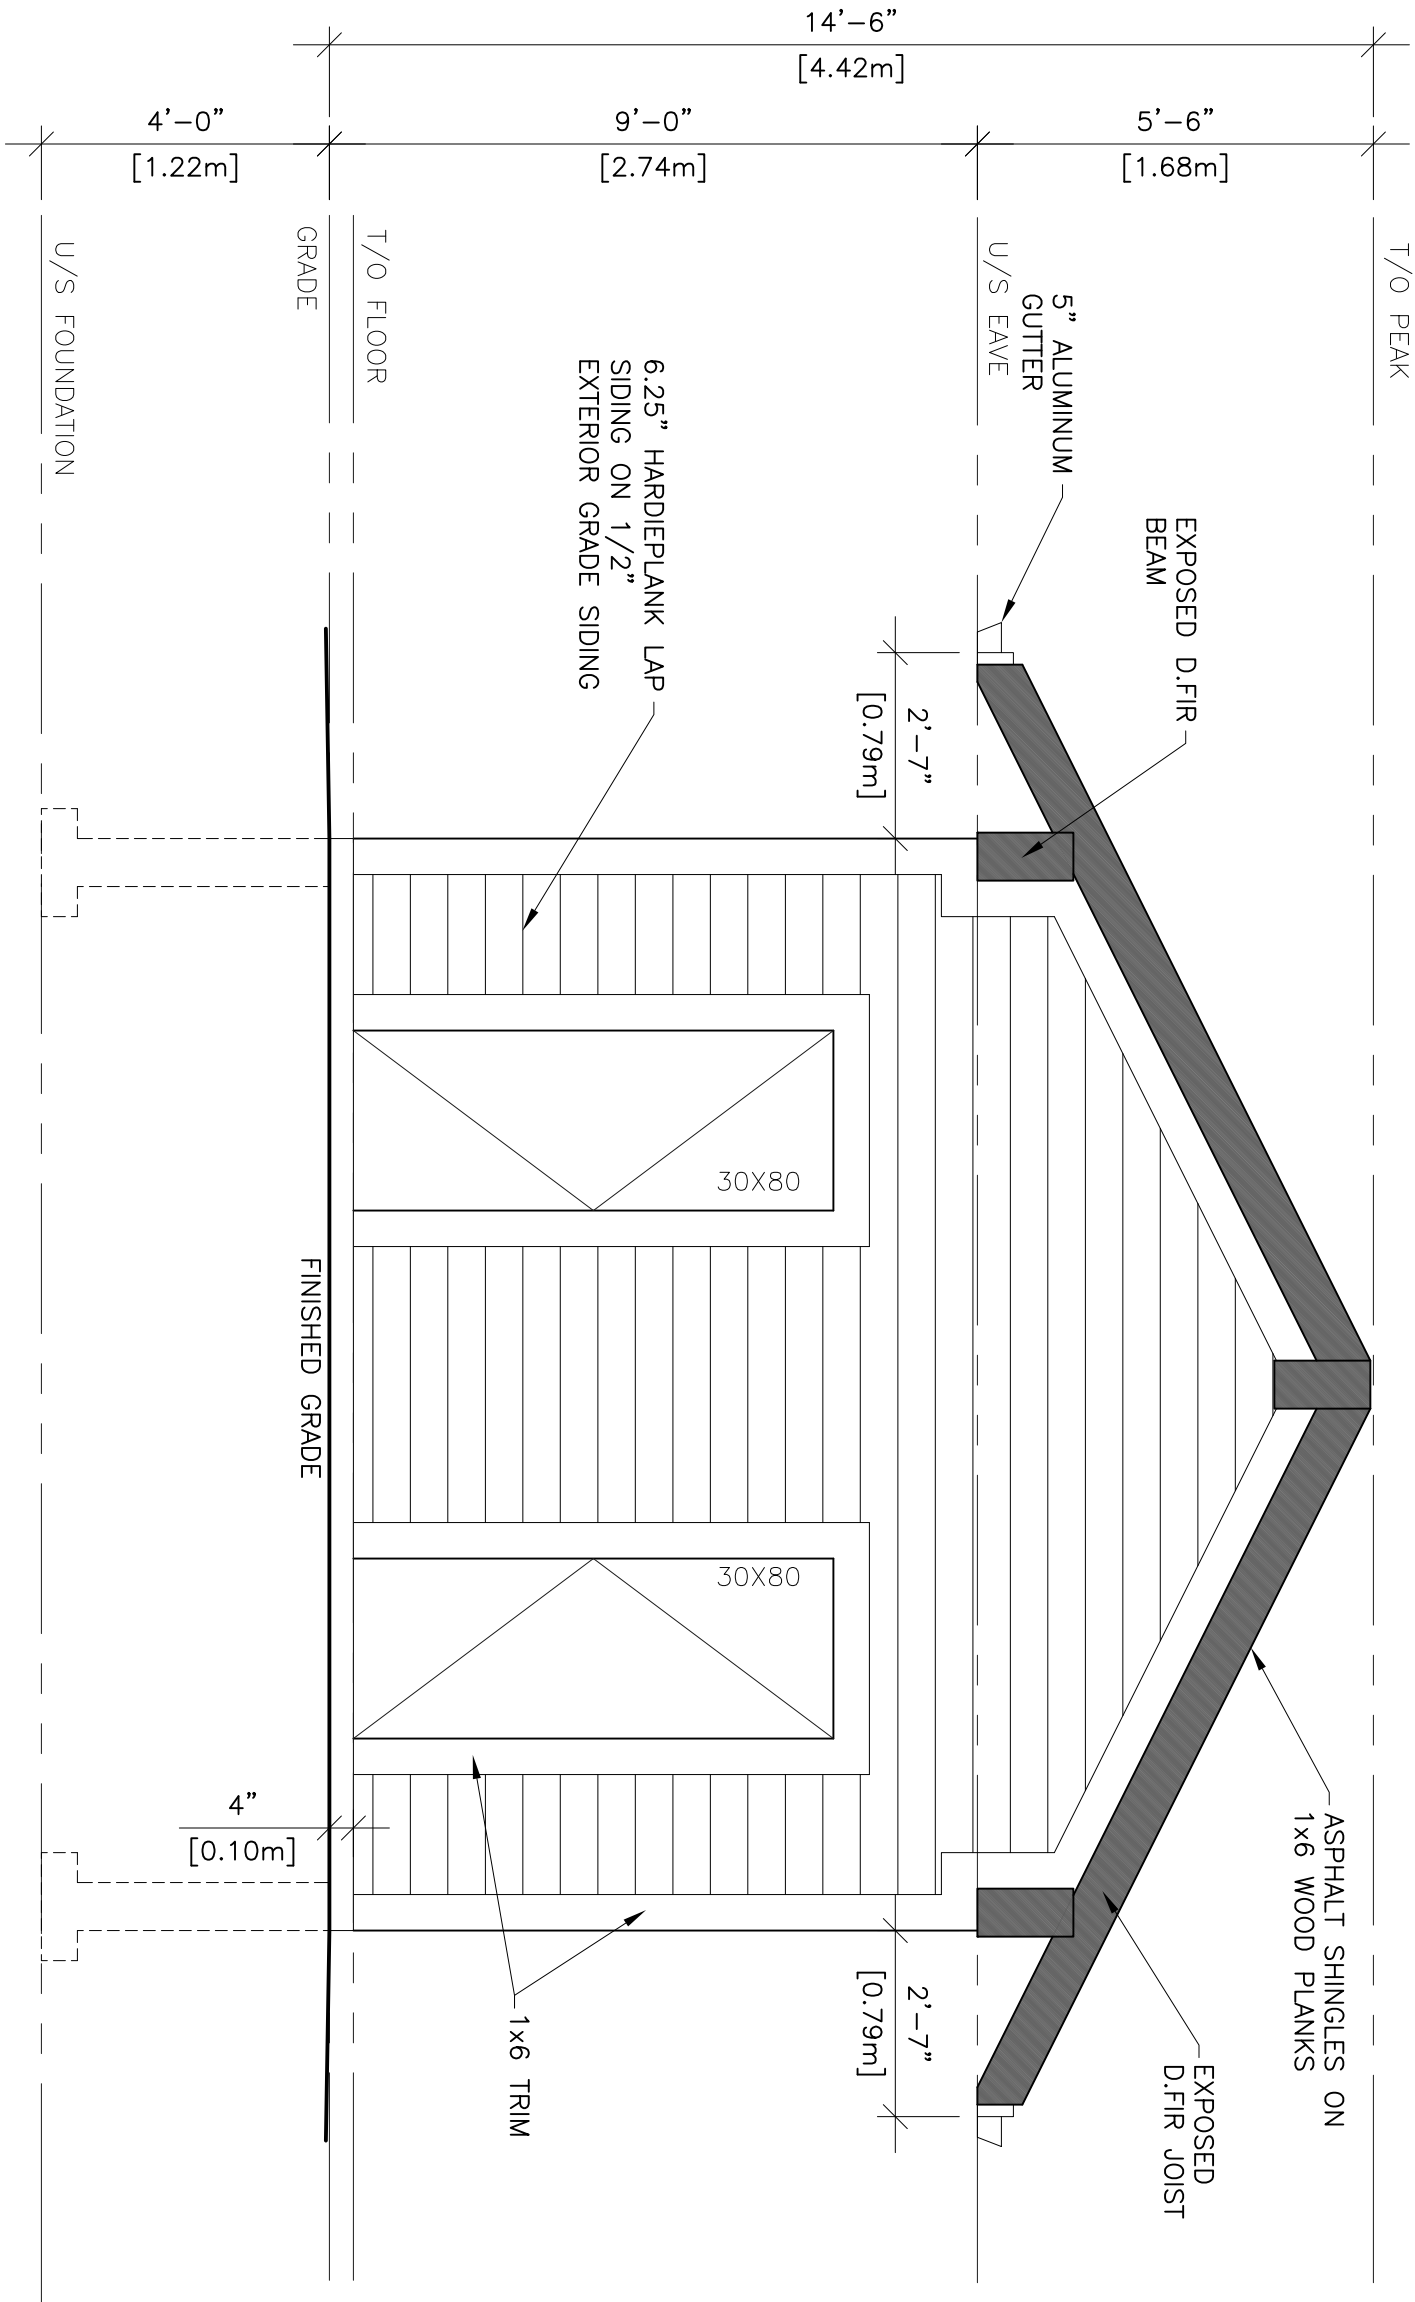 14'-6"
[4.42m]
4'-0"
[1.22m]
9'-0"
[2.74m]
5'-6"
[1.68m]
T/O PEAK
U/S EAVE
T/O FLOOR
GRADE
U/S FOUNDATION
5" ALUMINUM
GUTTER
EXPOSED D.FIR
BEAM
6.25" HARDIEPLANK LAP
SIDING ON 1/2"
EXTERIOR GRADE SIDING
2'-7"
[0.79m]
30X80
30X80
FINISHED GRADE
4"
[0.10m]
2'-7"
[0.79m]
1x6 TRIM
ASPHALT SHINGLES ON
1x6 WOOD PLANKS
EXPOSED
D.FIR JOIST